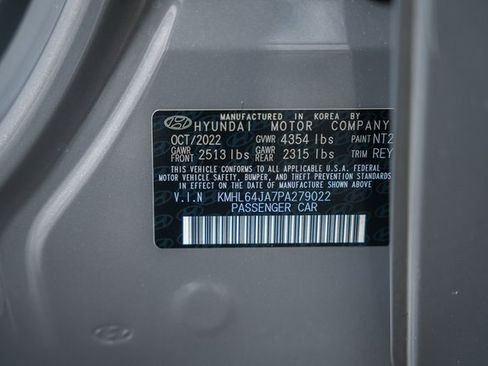 MANUFACTURED IN KOREA BY
HYUNDAI MOTOR COMPANY
OCT/2022 GVWR 4354 lbs PAINT NT2
GAWR FRONT 2513 lbs GAWR REAR 2315 lbs TRIM REY
THIS VEHICLE CONFORMS TO ALL APPLICABLE U.S.A. FEDERAL
MOTOR VEHICLE SAFETY, BUMPER, AND THEFT PREVENTION
STANDARDS IN EFFECT ON THE DATE OF MANUFACTURE SHOWN ABOVE.
V.I.N KMHL64JA7PA279022
PASSENGER CAR